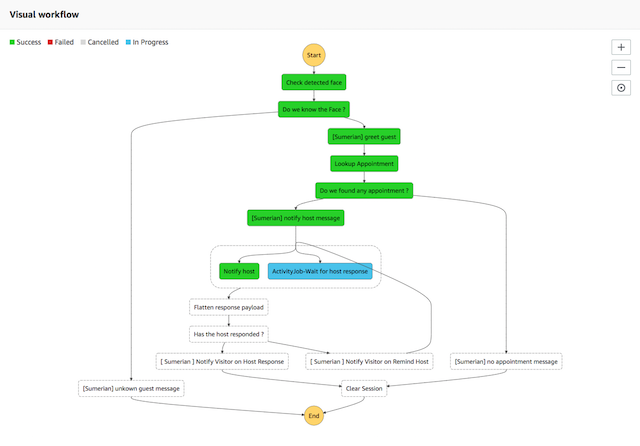 Visual workflow
Success
Failed
Cancelled
In Progress
Start
Check detected face
Do we know the Face ?
[Sumerian] greet guest
Lookup Appointment
Do we found any appointment ?
[Sumerian] notify host message
Notify host
ActivityJob-Wait for host response
Flatten response payload
Has the host responded ?
[ Sumerian ] Notify Visitor on Host Response
[ Sumerian ] Notify Visitor on Remind Host
[Sumerian] no appointment message
[Sumerian] unkown guest message
Clear Session
End